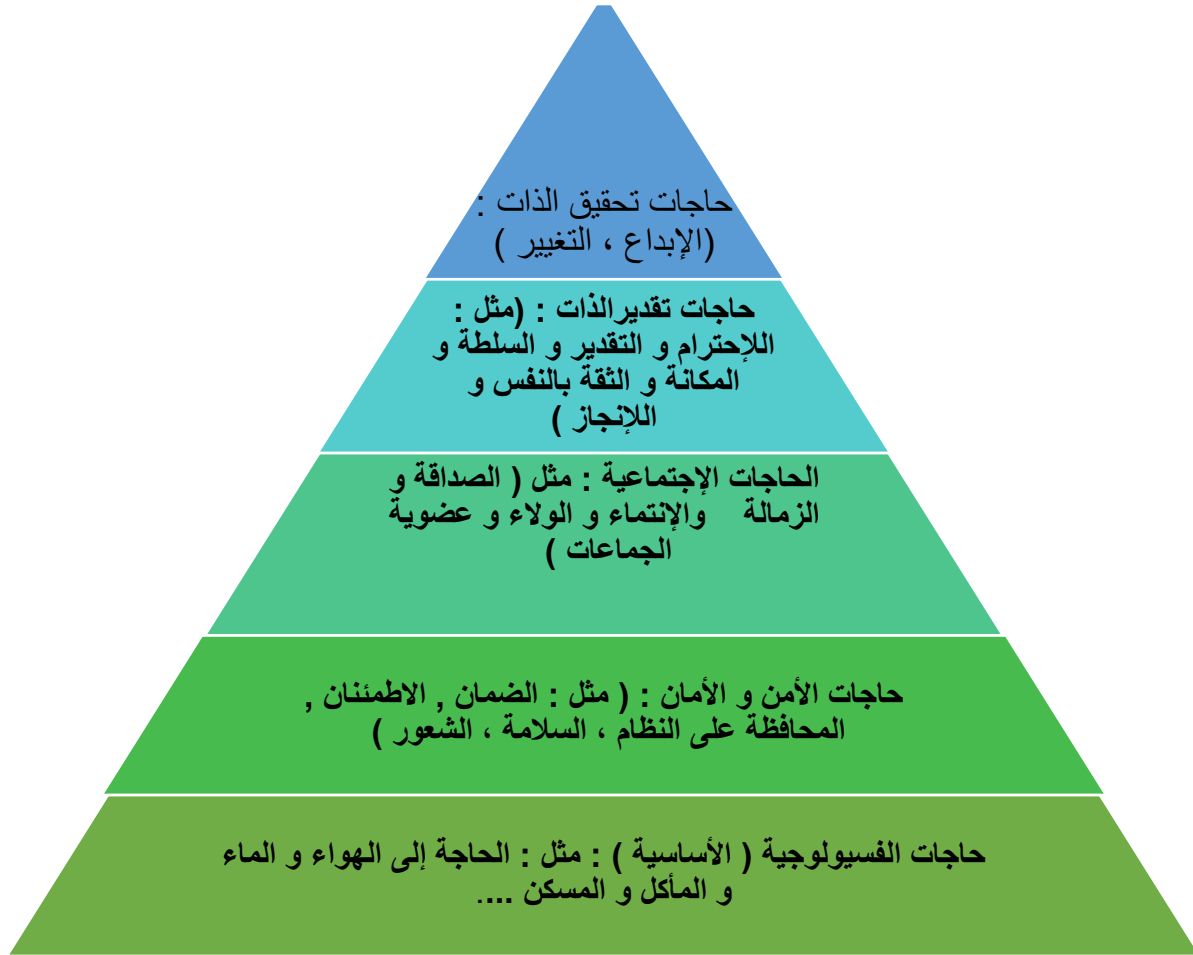 حاجات تحقيق الذات :
(الإبداع ، التغيير )
حاجات تقديرالذات : (مثل :
اللإحترام و التقدير و السلطة و
المكانة و الثقة بالنفس و
اللإنجاز )
الحاجات الإجتماعية : مثل ( الصداقة و
الزمالة والإنتماء و الولاء و عضوية
الجماعات )
حاجات الأمن و الأمان : ( مثل : الضمان , الاطمئنان ,
المحافظة على النظام ، السلامة ، الشعور )
حاجات الفسيولوجية ( الأساسية ) : مثل : الحاجة إلى الهواء و الماء
و المأكل و المسكن ....